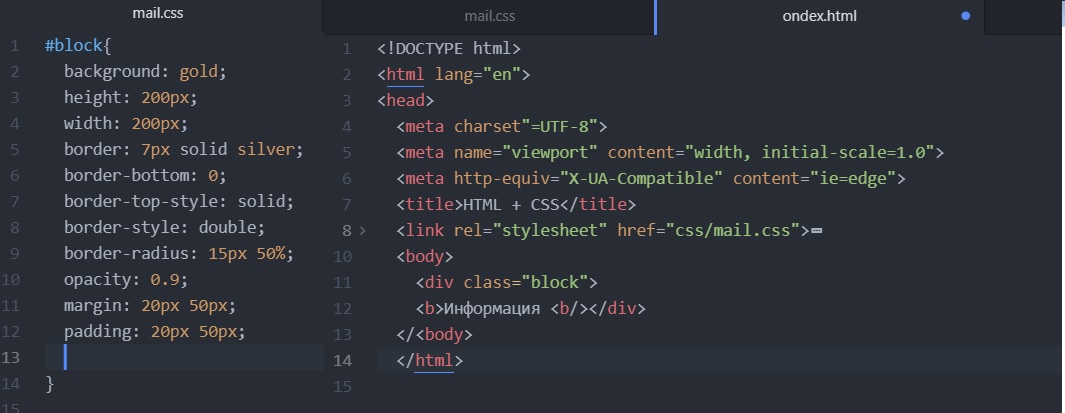 mail.css
1 #block{
2 background: gold;
3 height: 200px;
4 width: 200px;
5 border: 7px solid silver;
6 border-bottom: 0;
7 border-top-style: solid;
8 border-style: double;
9 border-radius: 15px 50%;
10 opacity: 0.9;
11 margin: 20px 50px;
12 padding: 20px 50px;
13
14 }
15
mail.css
ondex.html
1 <!DOCTYPE html>
2 <html lang="en">
3 <head>
4 <meta charset"=UTF-8">
5 <meta name="viewport" content="width, initial-scale=1.0">
6 <meta http-equiv="X-UA-Compatible" content="ie=edge">
7 <title>HTML + CSS</title>
8 <link rel="stylesheet" href="css/mail.css">
10 <body>
11 <div class="block">
12 <b>Информация <b/></div>
13 </<body>
14 </html>
15